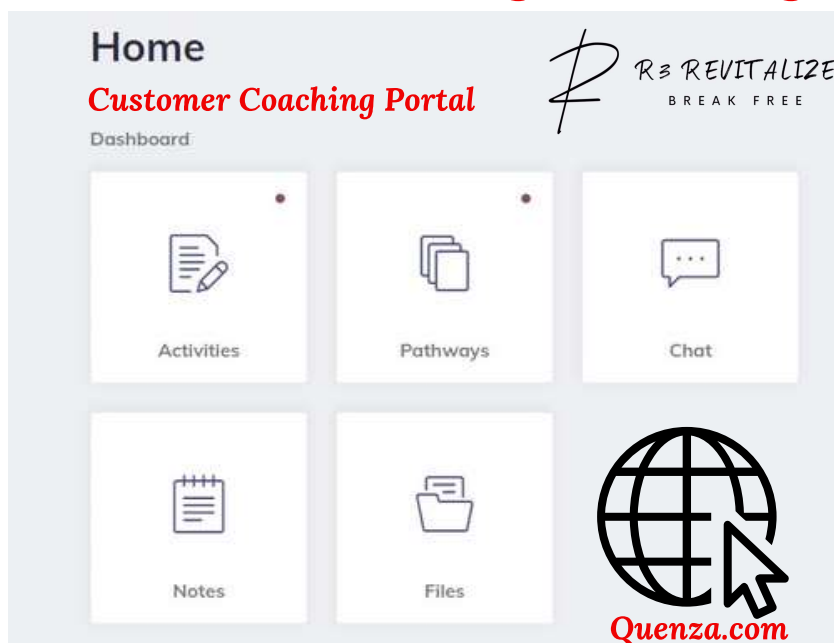 Home
Customer Coaching Portal
R3 REVITALIZE
BREAK FREE
Dashboard
Activities
Pathways
Chat
Notes
Files
Quenza.com